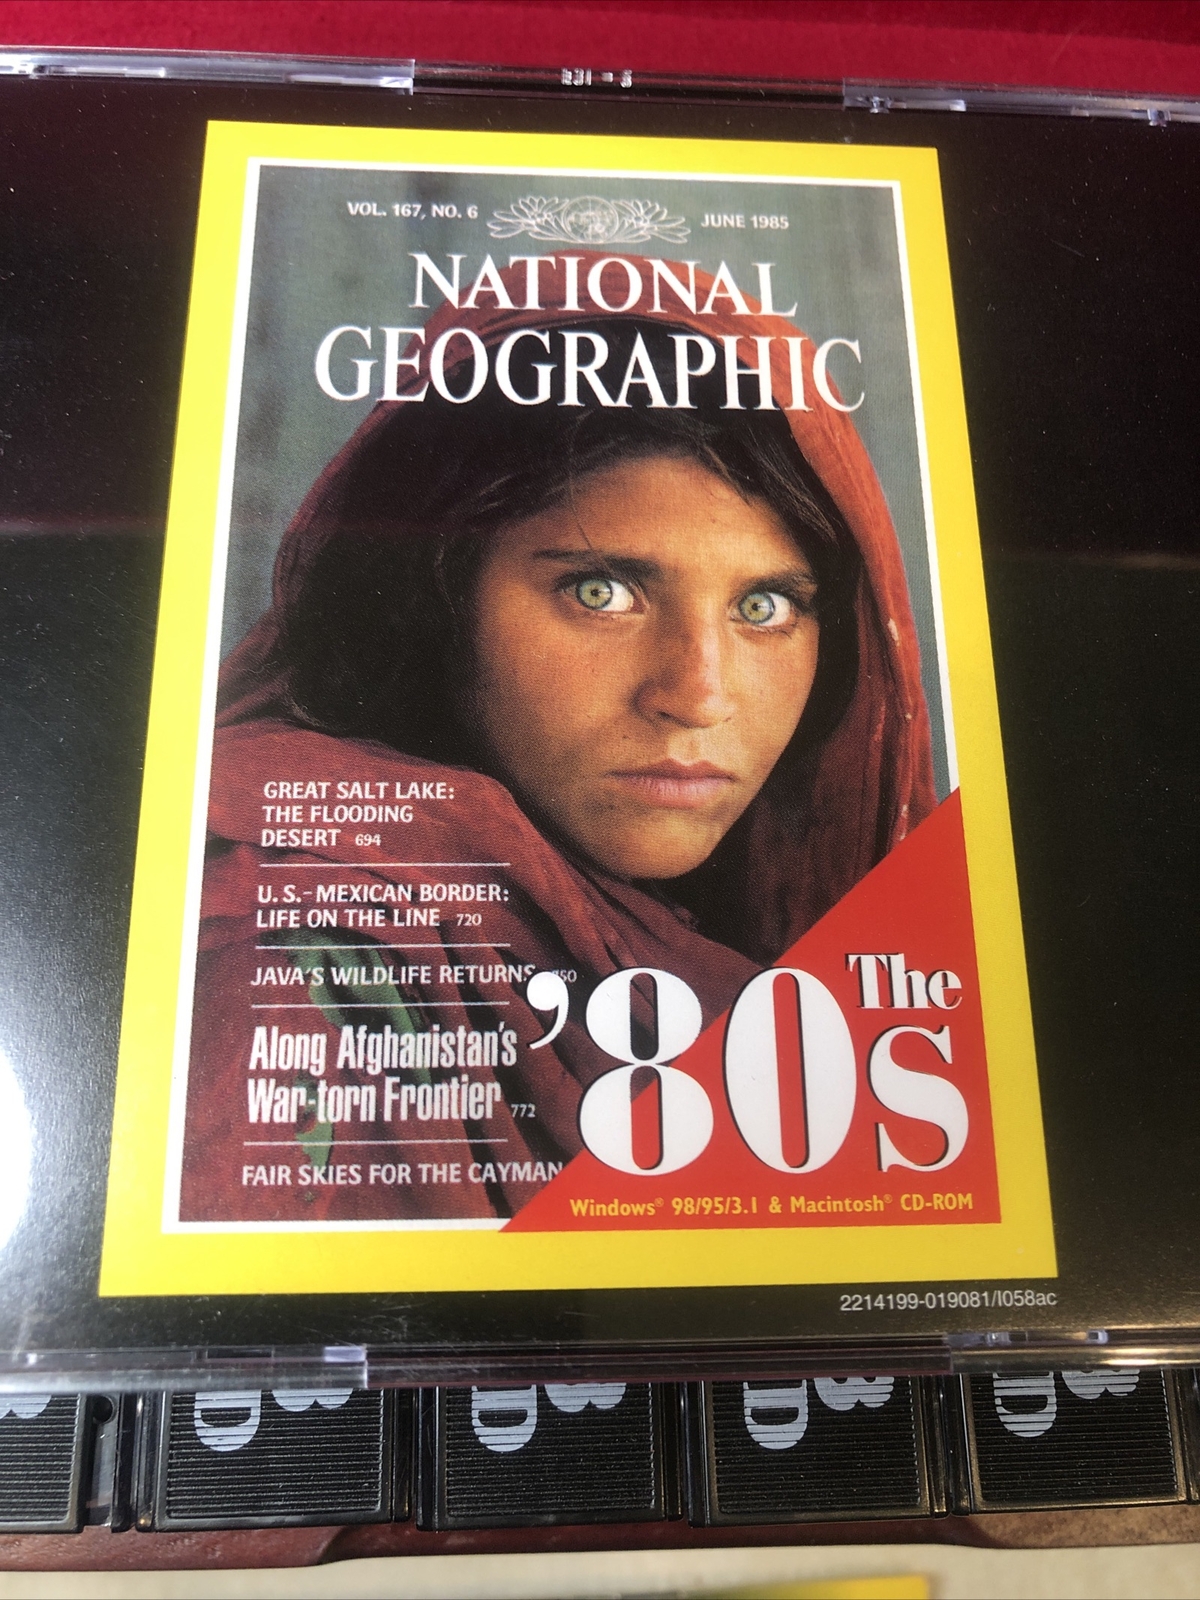 VOL. 167, NO. 6
JUNE 1985
NATIONAL
GEOGRAPHIC
GREAT SALT LAKE:
THE FLOODING
DESERT 694
U.S.-MEXICAN BORDER:
LIFE ON THE LINE 720
JAVA'S WILDLIFE RETURNS
Along Afghanistan's
War-torn Frontier 772
FAIR SKIES FOR THE CAYMAN
The
'80s
Windows® 98/95/3.1 & Macintosh® CD-ROM
2214199-019081/I058ac